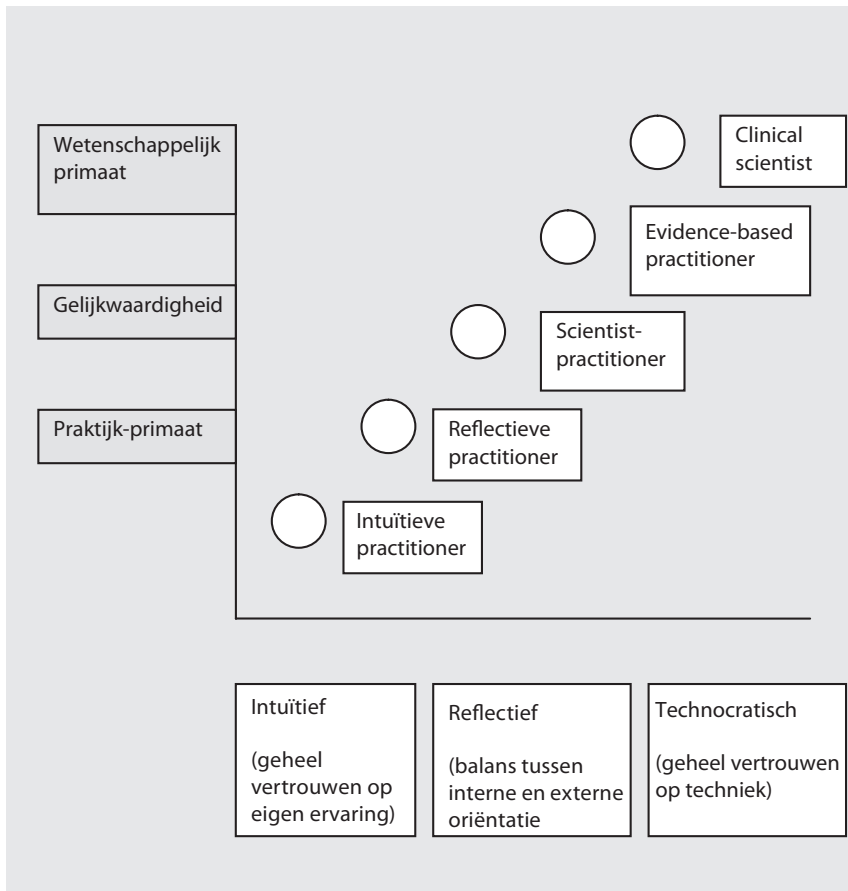 Wetenschappelijk
primaat
Clinical
scientist
Evidence-based
practitioner
Gelijkwaardigheid
Scientist-
practitioner
Praktijk-primaat
Reflectieve
practitioner
Intuïtieve
practitioner
Intuïtief
(geheel
vertrouwen op
eigen ervaring)
Reflectief
(balans tussen
interne en externe
oriëntatie
Technocratisch
(geheel vertrouwen
op techniek)